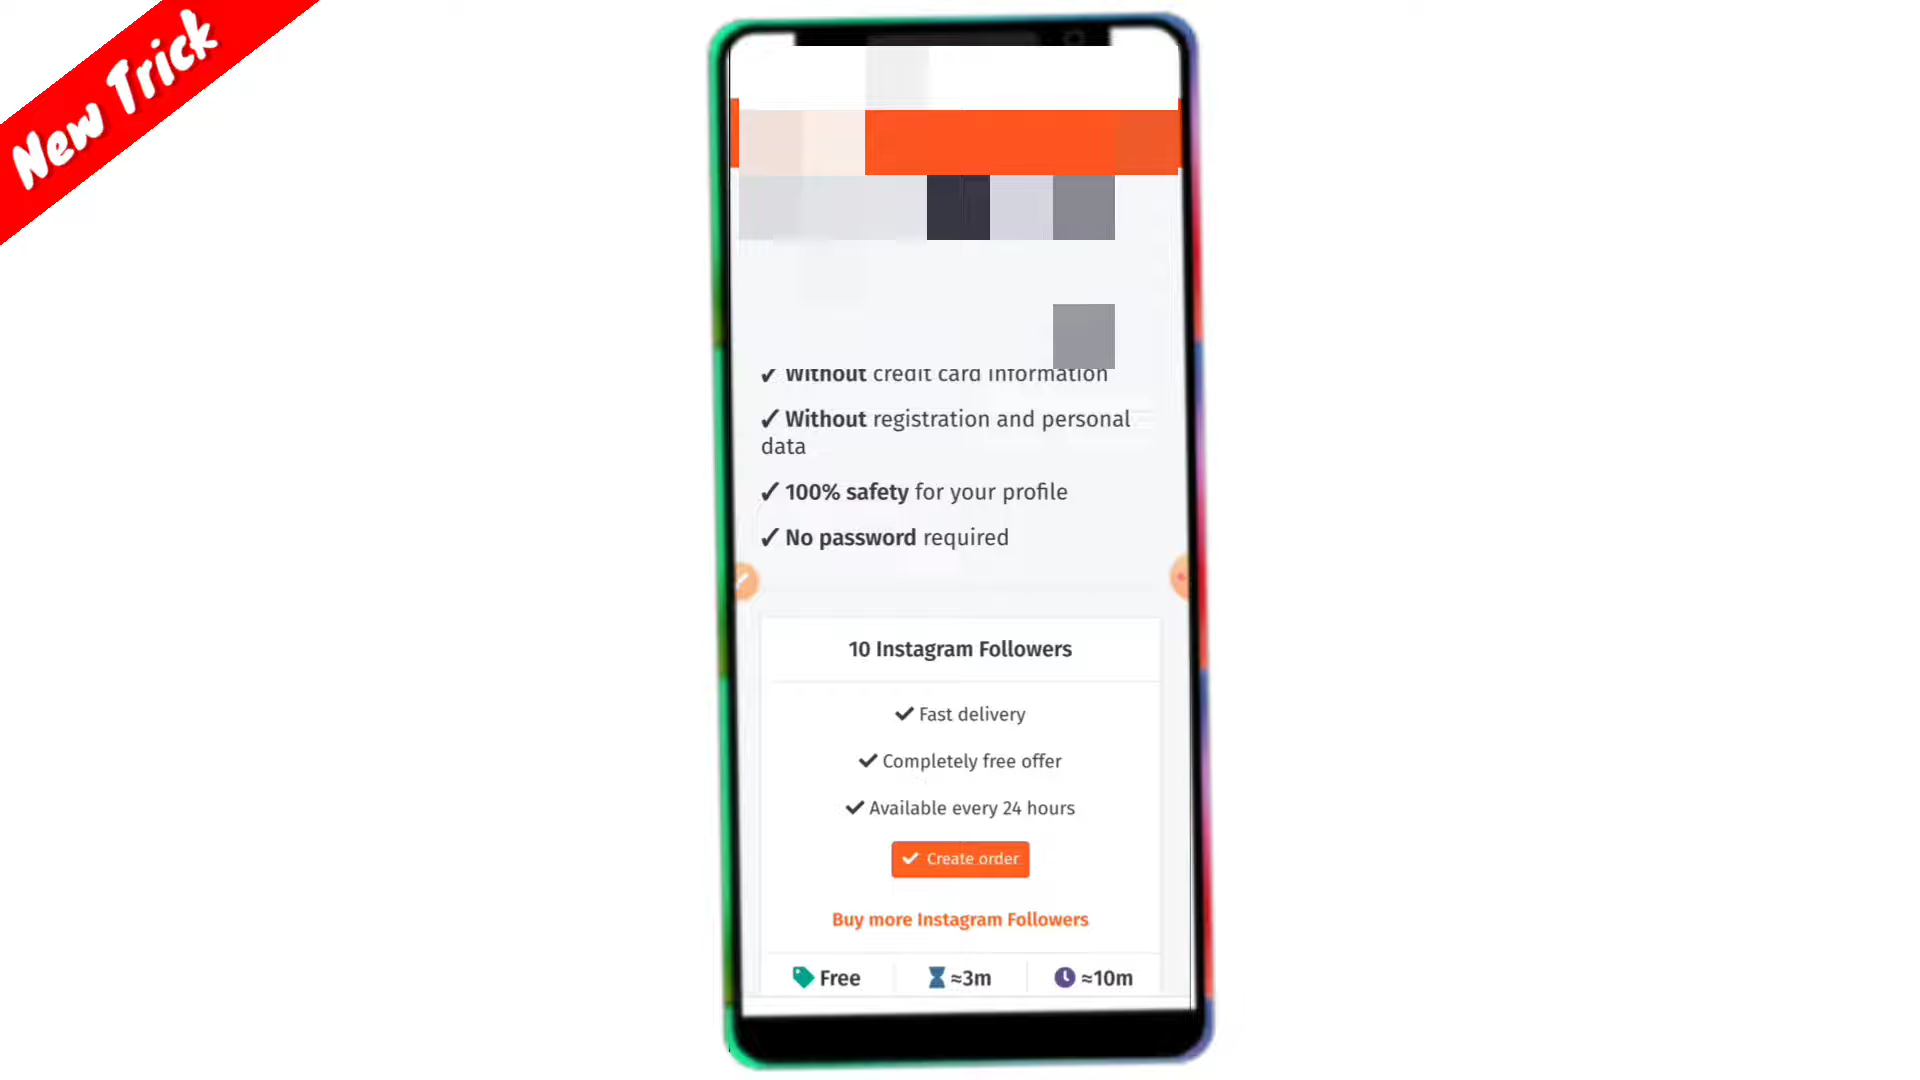 New Trick
✓ Without credit card information
✓ Without registration and personal
data
✓ 100% safety for your profile
✓ No password required
10 Instagram Followers
✓ Fast delivery
✓ Completely free offer
✓ Available every 24 hours
✓ Create order
Buy more Instagram Followers
Free ≈3m ≈10m